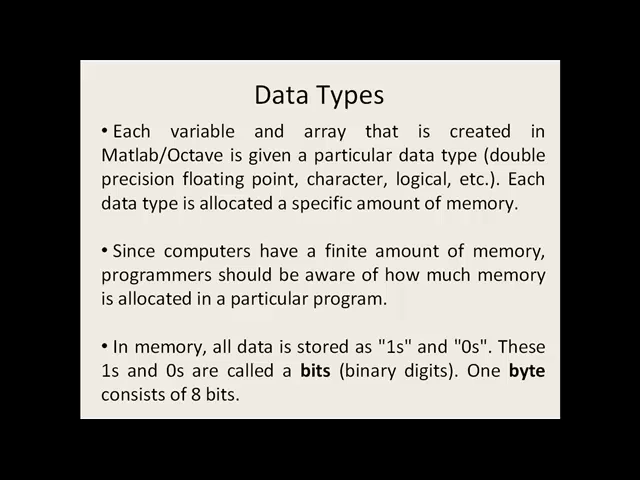 Data Types
• Each variable and array that is created in
Matlab/Octave is given a particular data type (double
precision floating point, character, logical, etc.). Each
data type is allocated a specific amount of memory.
• Since computers have a finite amount of memory,
programmers should be aware of how much memory
is allocated in a particular program.
• In memory, all data is stored as "1s" and "0s". These
1s and 0s are called a bits (binary digits). One byte
consists of 8 bits.